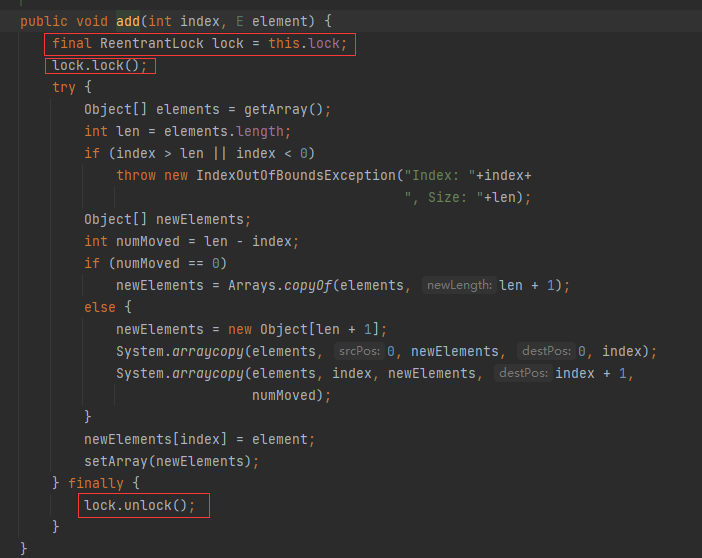 public void add(int index, E element) {
final ReentrantLock lock = this.lock;
lock.lock();
try {
Object[] elements = getArray();
int len = elements.length;
if (index > len || index < 0)
throw new IndexOutOfBoundsException("Index: "+index+
", Size: "+len);
Object[] newElements;
int numMoved = len - index;
if (numMoved == 0)
newElements = Arrays.copyOf(elements, newLength: len + 1);
else {
newElements = new Object[len + 1];
System.arraycopy(elements, srcPos: 0, newElements, destPos: 0, index);
System.arraycopy(elements, index, newElements, destPos: index + 1,
numMoved);
}
newElements[index] = element;
setArray(newElements);
} finally {
lock.unlock();
}
}